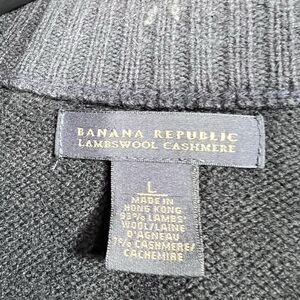 BANANA REPUBLIC
LAMBSWOOL CASHMERE
L
MADE IN
HONG KONG
93% LAMBS'
WOOL/LAINE
D'AGNEAU
7% CASHMERE/
CACHEMIRE